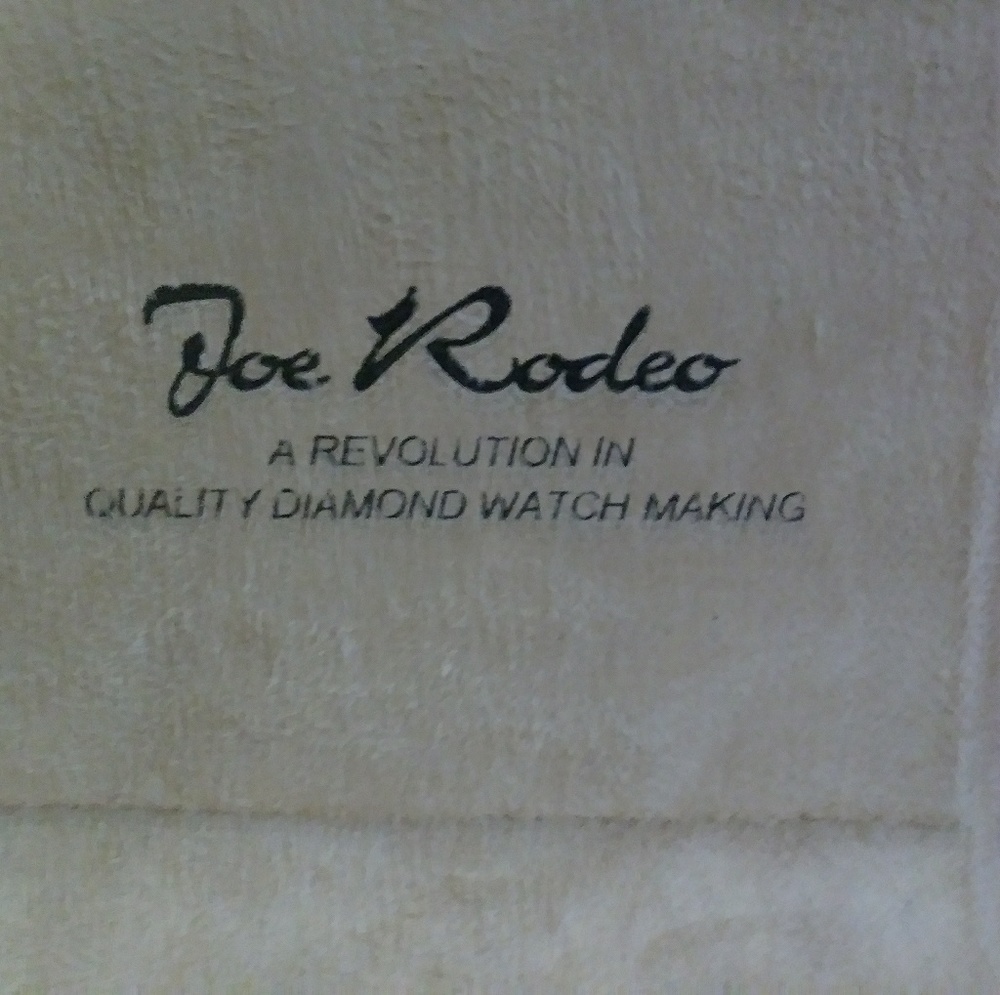 Joe Rodeo
A REVOLUTION IN
QUALITY DIAMOND WATCH MAKING